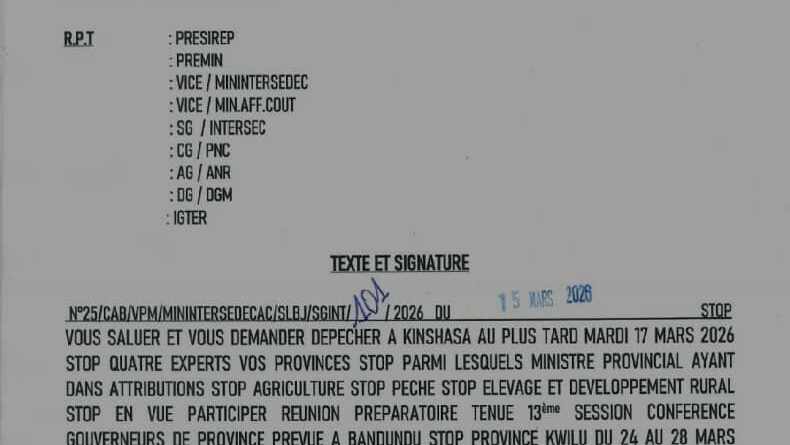 R.P.T : PRESIREP
: PREMIN
: VICE / MININTERSEDEC
: VICE / MIN.AFF.COUT
: SG / INTERSEC
: CG / PNC
: AG / ANR
: DG / DGM
: IGTER
TEXTE ET SIGNATURE
N°25/CAB/VPM/MININTERSEDECAC/SLBJ/SGINT/101/2026 DU 15 MARS 2026 STOP
VOUS SALUER ET VOUS DEMANDER DEPECHER A KINSHASA AU PLUS TARD MARDI 17 MARS 2026
STOP QUATRE EXPERTS VOS PROVINCES STOP PARMI LESQUELS MINISTRE PROVINCIAL AYANT
DANS ATTRIBUTIONS STOP AGRICULTURE STOP PECHE STOP ELEVAGE ET DEVELOPPEMENT RURAL
STOP EN VUE PARTICIPER REUNION PREPARATOIRE TENUE 13ème SESSION CONFERENCE
GOUVERNEURS DE PROVINCE PREVUE A BANDUNDU STOP PROVINCE KWILU DU 24 AU 28 MARS